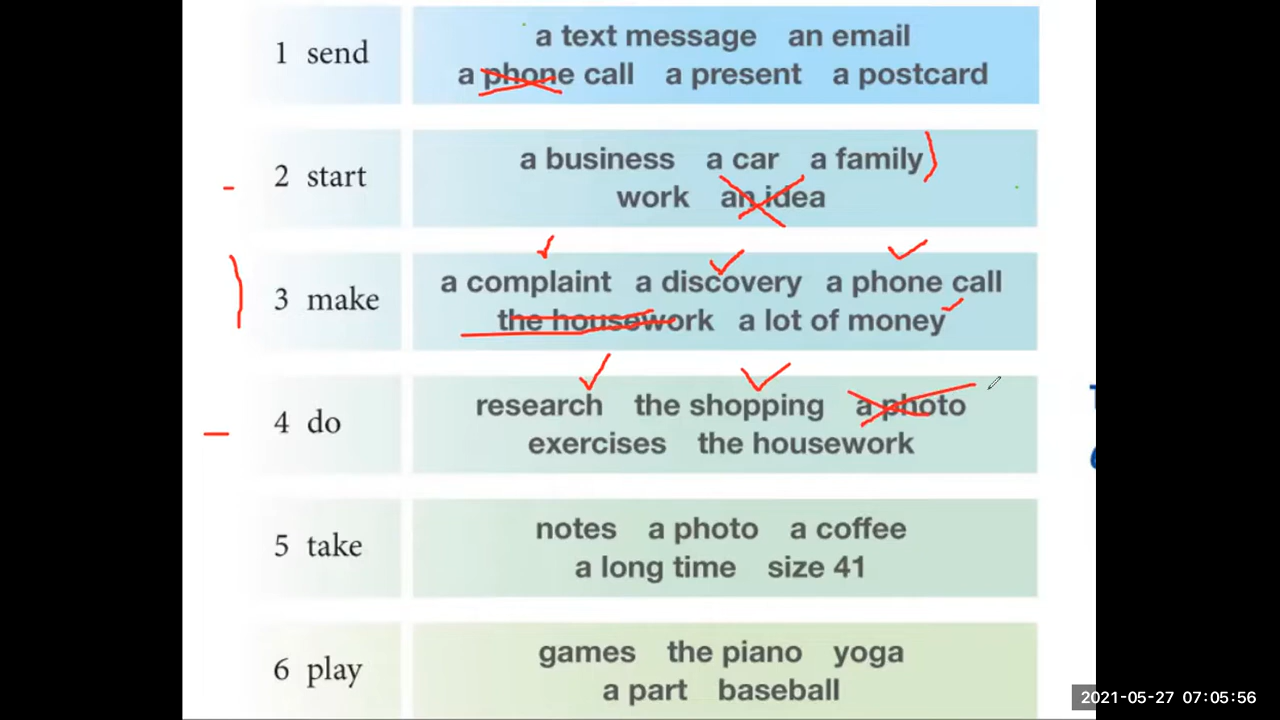 1 send
a text message an email
a phone call a present a postcard
2 start
a business a car a family
work an idea
3 make
a complaint a discovery a phone call
the housework a lot of money
4 do
research the shopping a photo
exercises the housework
5 take
notes a photo a coffee
a long time size 41
6 play
games the piano yoga
a part baseball
2021-05-27 07:05:56